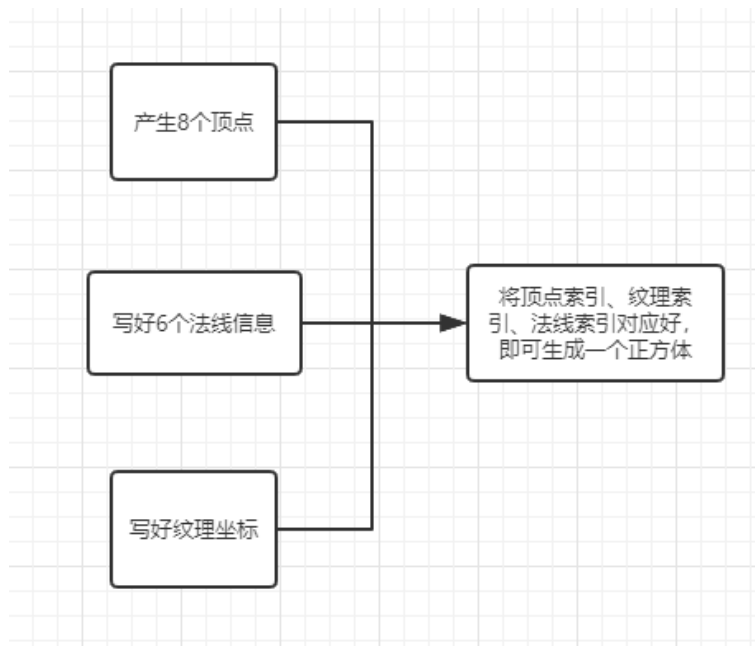 产生8个顶点
写好6个法线信息
将顶点索引、纹理索
引、法线索引对应好，
即可生成一个正方体
写好纹理坐标